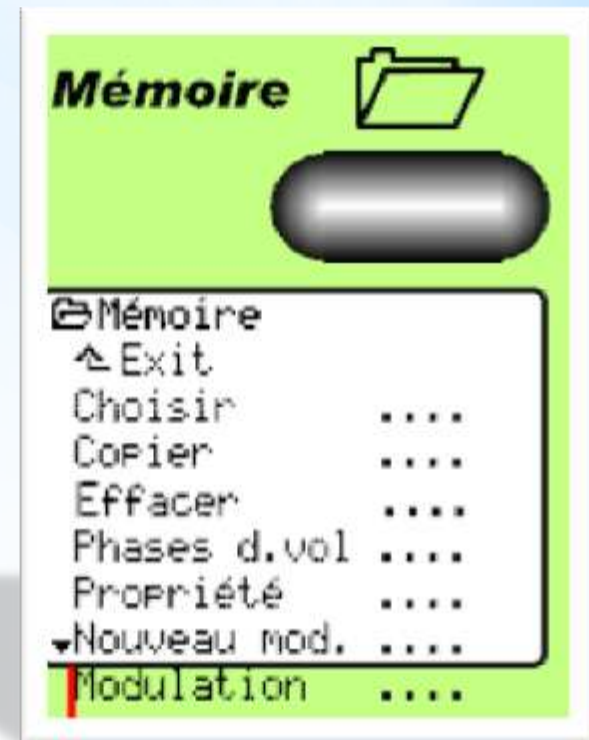 Mémoire
Mémoire
Exit
Choisir ....
Copier ....
Effacer ....
Phases d.vol ....
Propriété ....
Nouveau mod. ....
Modulation ....